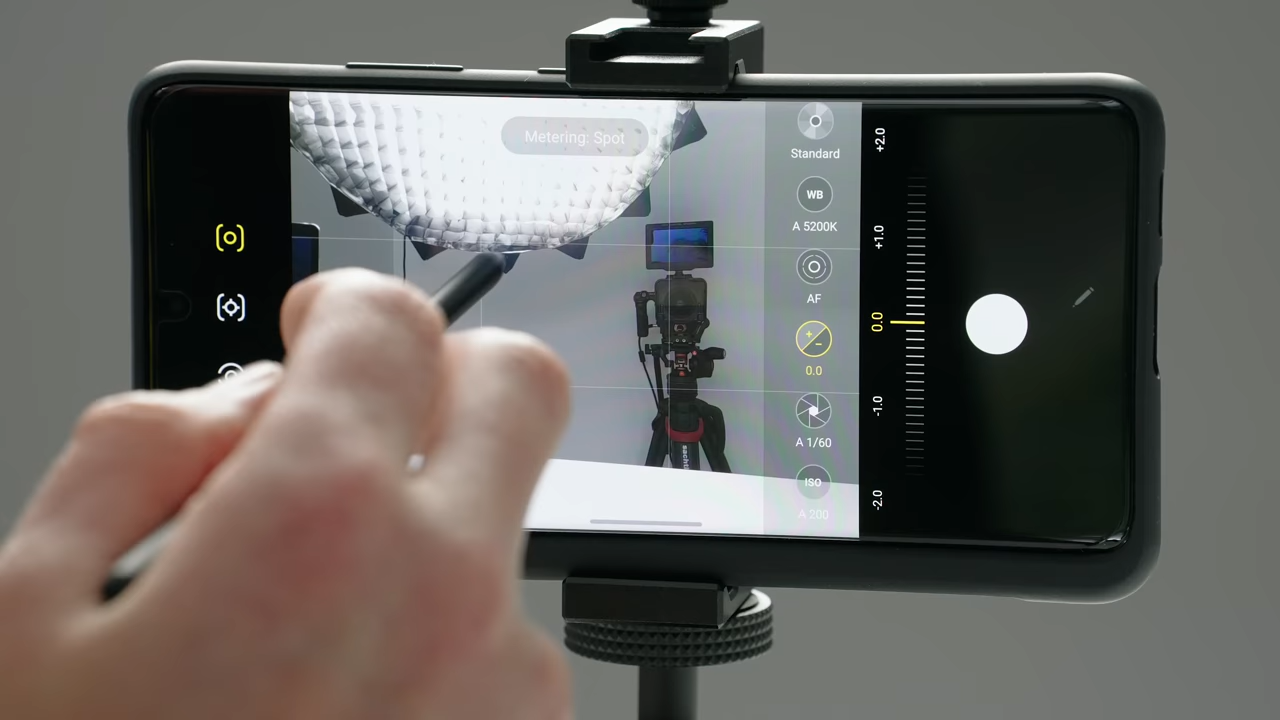 Metering: Spot
Standard
WB
A 5200K
AF
0.0
A 1/60
ISO
A 200
+2.0
+1.0
0.0
-1.0
-2.0